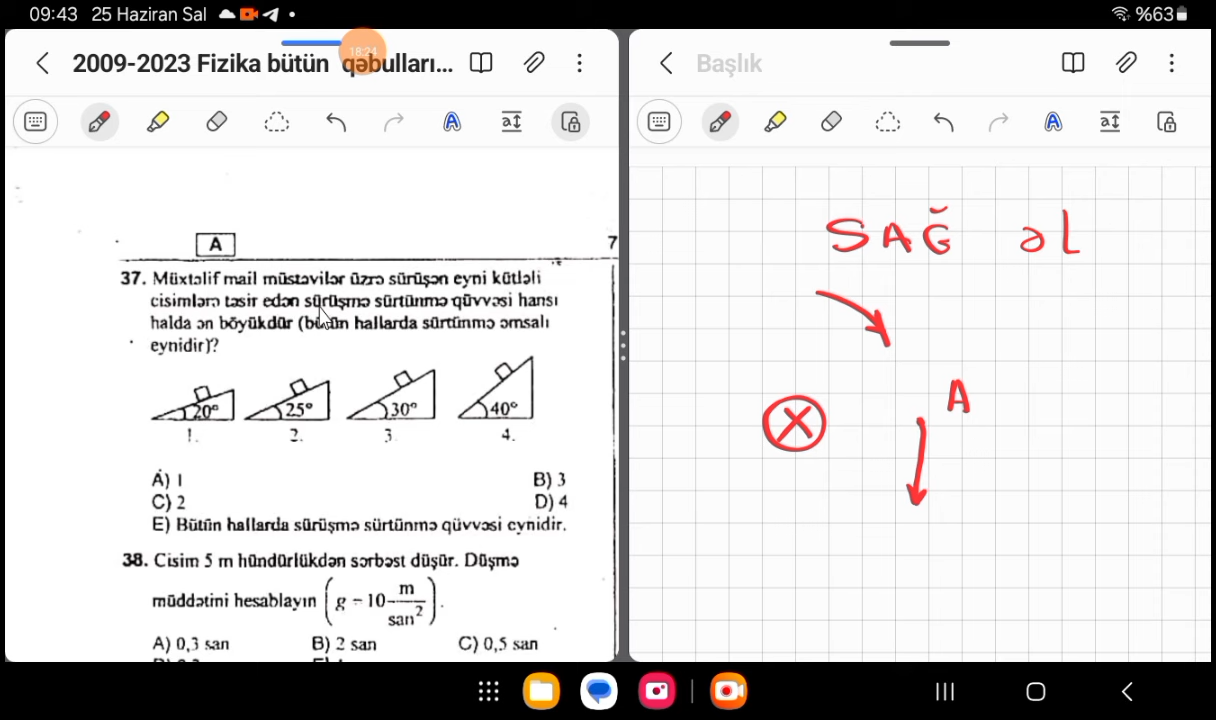 09:43 25 Haziran Sal
%63
18:24
2009-2023 Fizika bütün qəbulları...
Başlık
A
7
37. Müxtəlif mail müstəvilər üzrə sürüşən eyni kütləli
cisimlərə təsir edən sürüşmə sürtünmə qüvvəsi hansı
halda ən böyükdür (bütün hallarda sürtünmə əmsalı
eynidir)?
20° 25° 30° 40°
1. 2. 3. 4.
A) 1 B) 3
C) 2 D) 4
E) Bütün hallarda sürüşmə sürtünmə qüvvəsi eynidir.
38. Cisim 5 m hündürlükdən sərbəst düşür. Düşmə
müddətini hesablayın (g = 10 m/san²).
A) 0,3 san B) 2 san C) 0,5 san
SAĞ əL
A